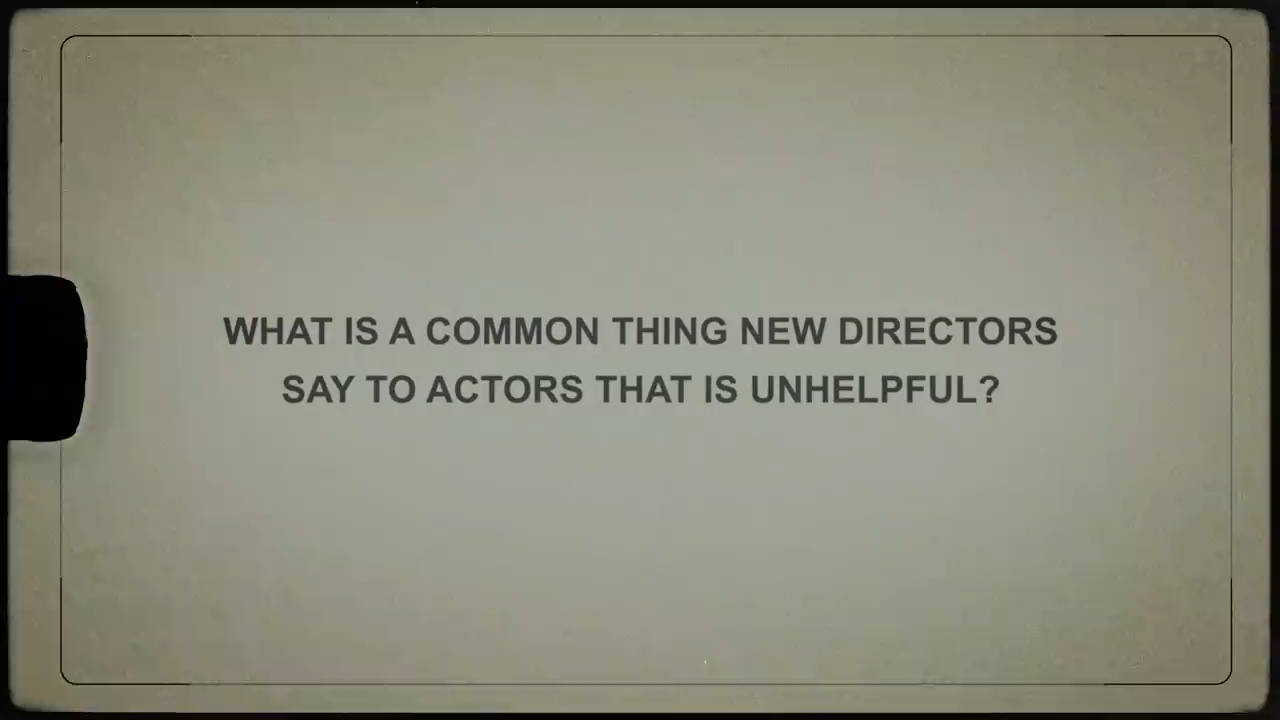 WHAT IS A COMMON THING NEW DIRECTORS
SAY TO ACTORS THAT IS UNHELPFUL?